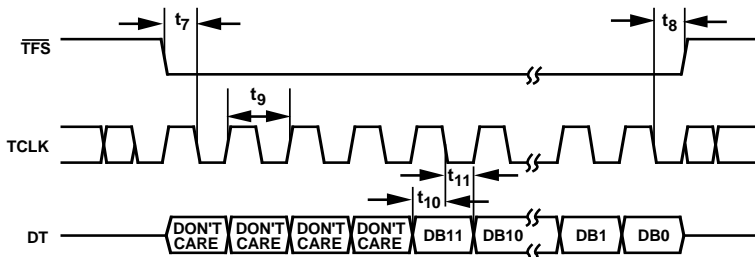 t7
t8
TFS
t9
TCLK
t11
t10
DT
DON'T CARE
DON'T CARE
DON'T CARE
DON'T CARE
DB11
DB10
DB1
DB0